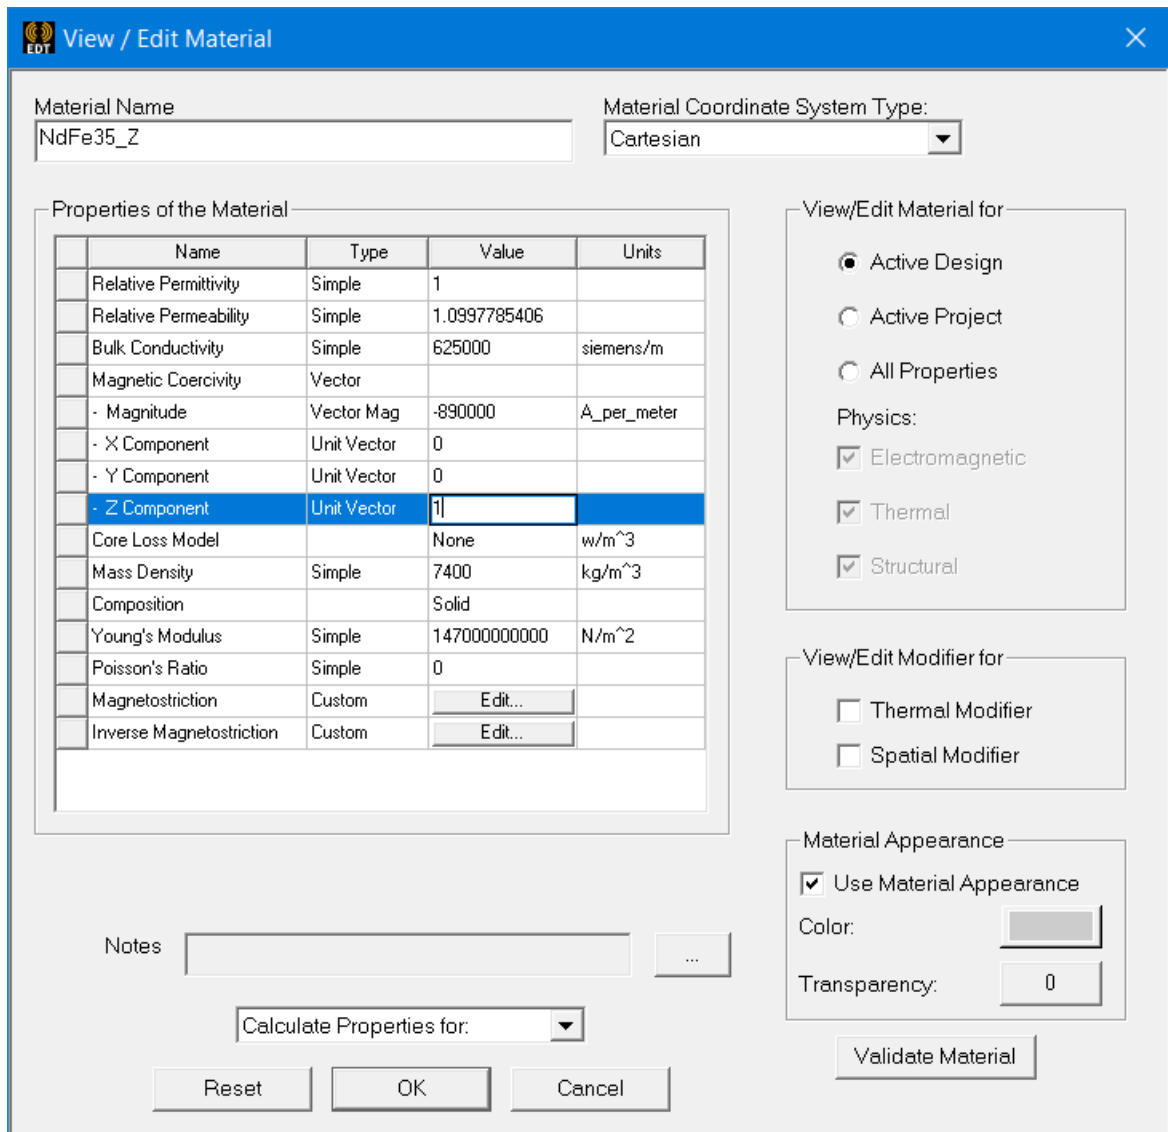 EDT View / Edit Material
Material Name
NdFe35_Z
Material Coordinate System Type:
Cartesian
Properties of the Material
Name Type Value Units
Relative Permittivity Simple 1
Relative Permeability Simple 1.0997785406
Bulk Conductivity Simple 625000 siemens/m
Magnetic Coercivity Vector
- Magnitude Vector Mag -890000 A_per_meter
- X Component Unit Vector 0
- Y Component Unit Vector 0
- Z Component Unit Vector 1
Core Loss Model None w/m^3
Mass Density Simple 7400 kg/m^3
Composition Solid
Young's Modulus Simple 147000000000 N/m^2
Poisson's Ratio Simple 0
Magnetostriction Custom Edit...
Inverse Magnetostriction Custom Edit...
View/Edit Material for
Active Design
Active Project
All Properties
Physics:
Electromagnetic
Thermal
Structural
View/Edit Modifier for
Thermal Modifier
Spatial Modifier
Material Appearance
Use Material Appearance
Color:
Transparency: 0
Notes ...
Calculate Properties for:
Validate Material
Reset OK Cancel